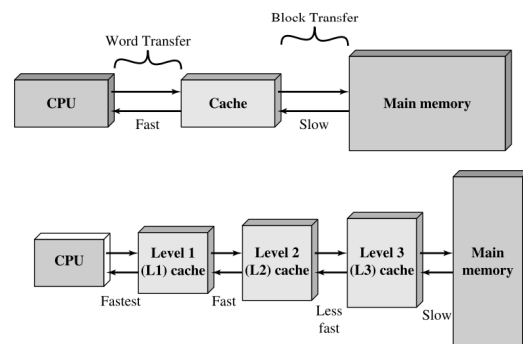 Block Transfer
Word Transfer
CPU
Cache
Main memory
Fast
Slow
CPU
Level 1
(L1) cache
Level 2
(L2) cache
Level 3
(L3) cache
Main
memory
Fastest
Fast
Less
fast
Slow